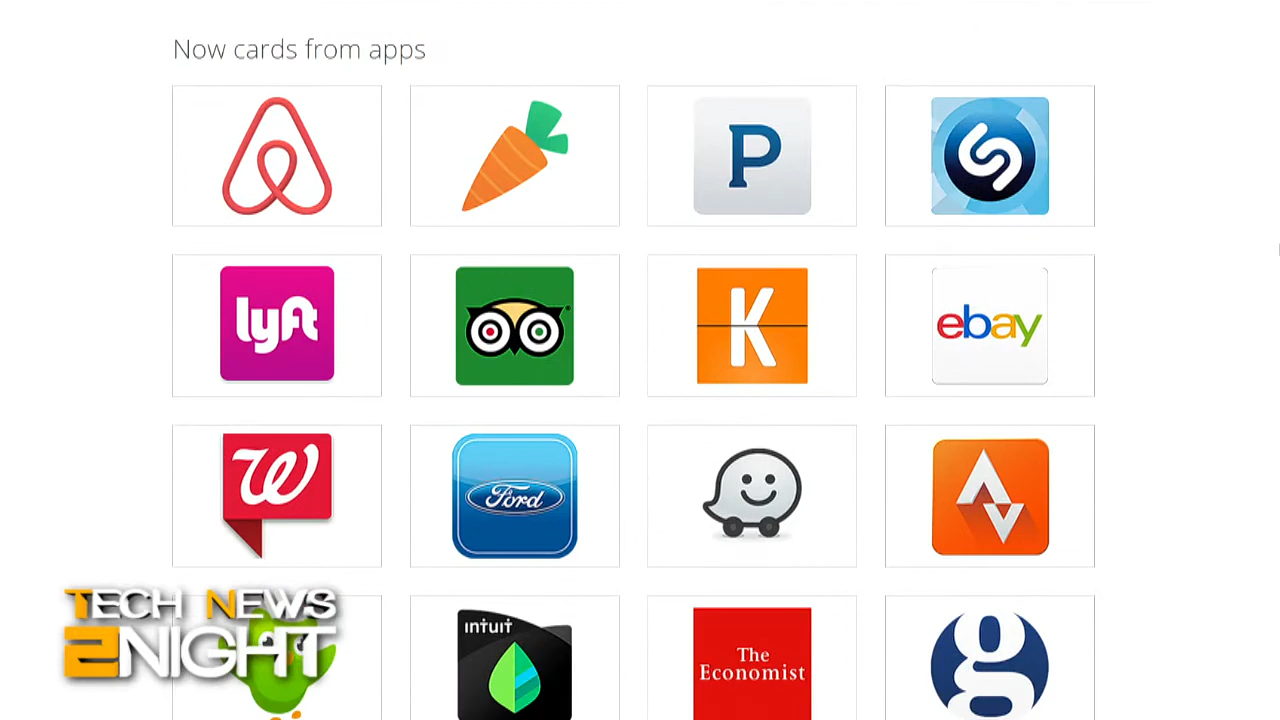 Now cards from apps
P
lyft
K
ebay
W
Ford
TECH NEWS
2NIGHT
INTUIT
The
Economist
g